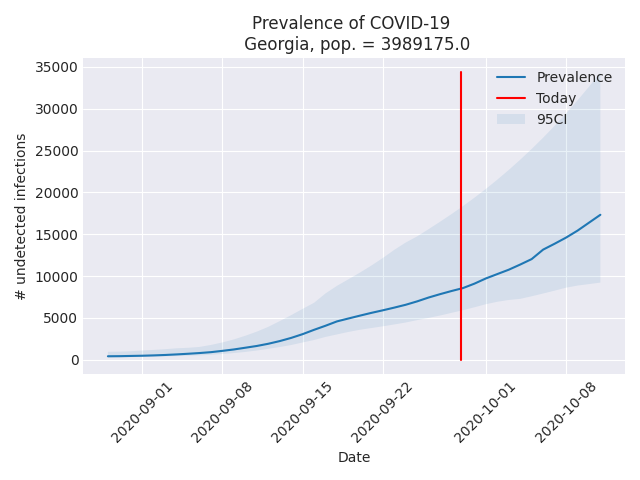 Prevalence of COVID-19
Georgia, pop. = 3989175.0
Prevalence
Today
95CI
# undetected infections
35000
30000
25000
20000
15000
10000
5000
0
2020-09-01
2020-09-08
2020-09-15
2020-09-22
2020-10-01
2020-10-08
Date